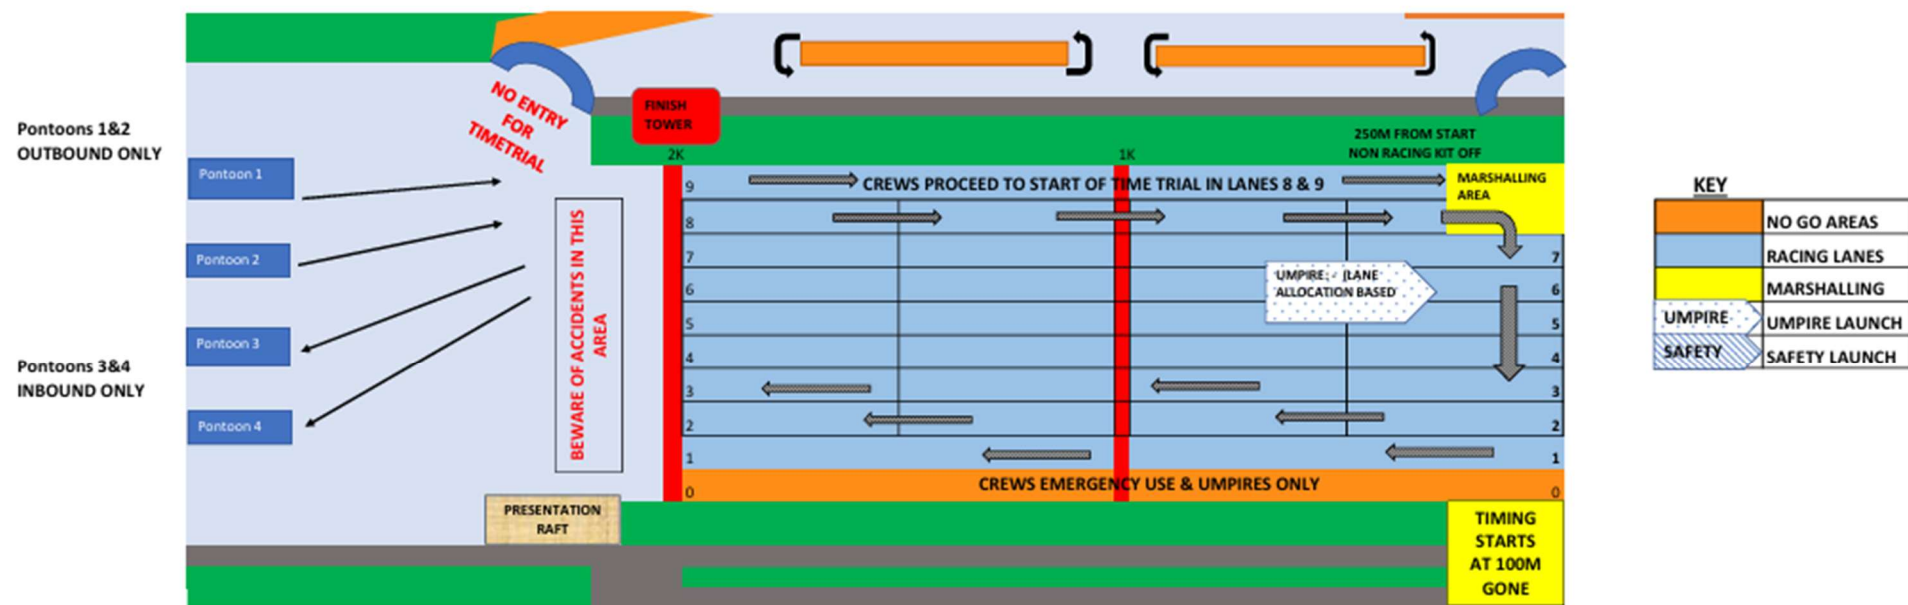 Pontoons 1&2
OUTBOUND ONLY
Pontoons 3&4
INBOUND ONLY
Pontoon 1
Pontoon 2
Pontoon 3
Pontoon 4
NO ENTRY
FOR
TIMETRIAL
BEWARE OF ACCIDENTS IN THIS
AREA
PRESENTATION
RAFT
FINISH
TOWER
2K
1K
250M FROM START
NON RACING KIT OFF
9
CREWS PROCEED TO START OF TIME TRIAL IN LANES 8 & 9
MARSHALLING
AREA
8
7
7
UMPIRE: - (LANE
ALLOCATION BASED
6
6
5
5
4
4
3
3
2
2
1
1
CREWS EMERGENCY USE & UMPIRES ONLY
0
0
TIMING
STARTS
AT 100M
GONE
KEY
NO GO AREAS
RACING LANES
MARSHALLING
UMPIRE
UMPIRE LAUNCH
SAFETY
SAFETY LAUNCH